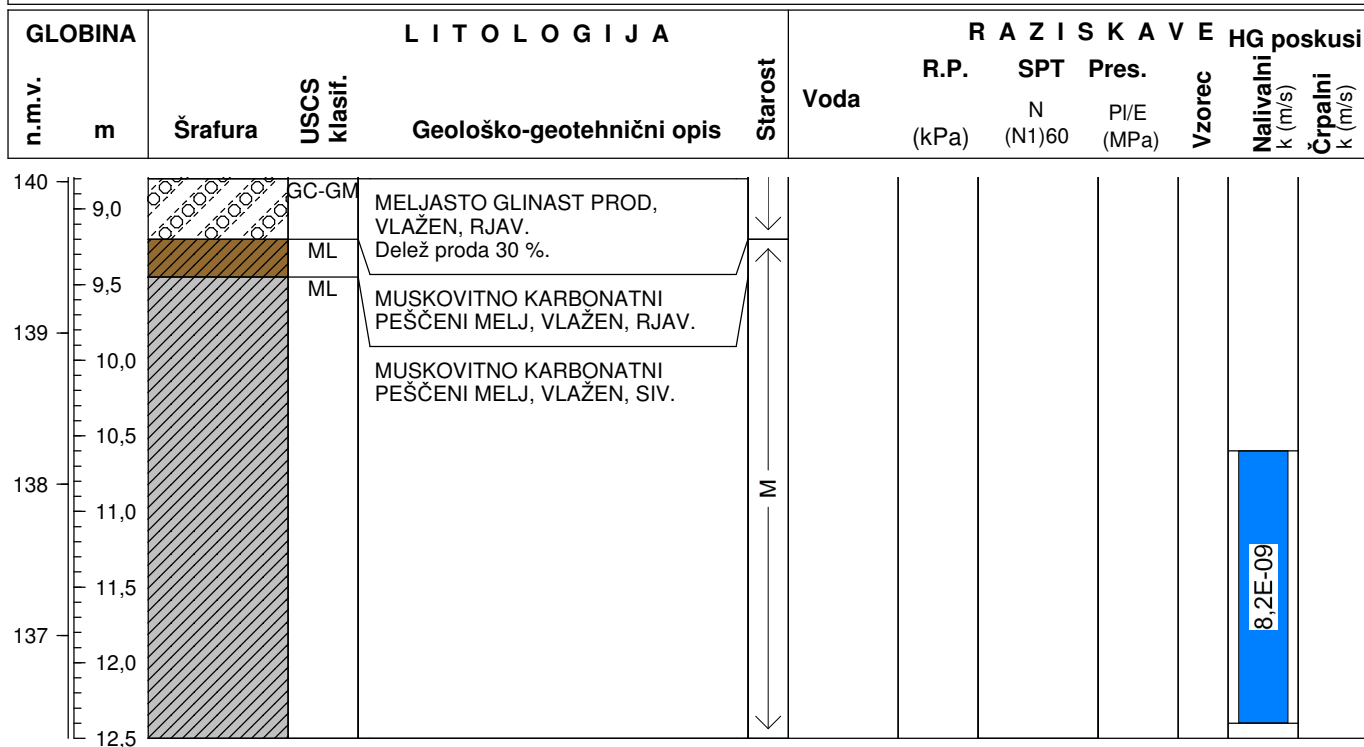 GLOBINA
L I T O L O G I J A
R A Z I S K A V E
HG poskusi
n.m.v.
m
Šrafura
USCS
klasif.
Geološko-geotehnični opis
Starost
Voda
R.P.
(kPa)
SPT
N
(N1)60
Pres.
Pl/E
(MPa)
Vzorec
Nalivalni
k (m/s)
Črpalni
k (m/s)
140
9,0
GC-GM
MELJASTO GLINAST PROD,
VLAŽEN, RJAV.
Delež proda 30 %.
ML
9,5
ML
MUSKOVITNO KARBONATNI
PEŠČENI MELJ, VLAŽEN, RJAV.
139
10,0
MUSKOVITNO KARBONATNI
PEŠČENI MELJ, VLAŽEN, SIV.
10,5
138
M
11,0
11,5
8,2E-09
137
12,0
12,5